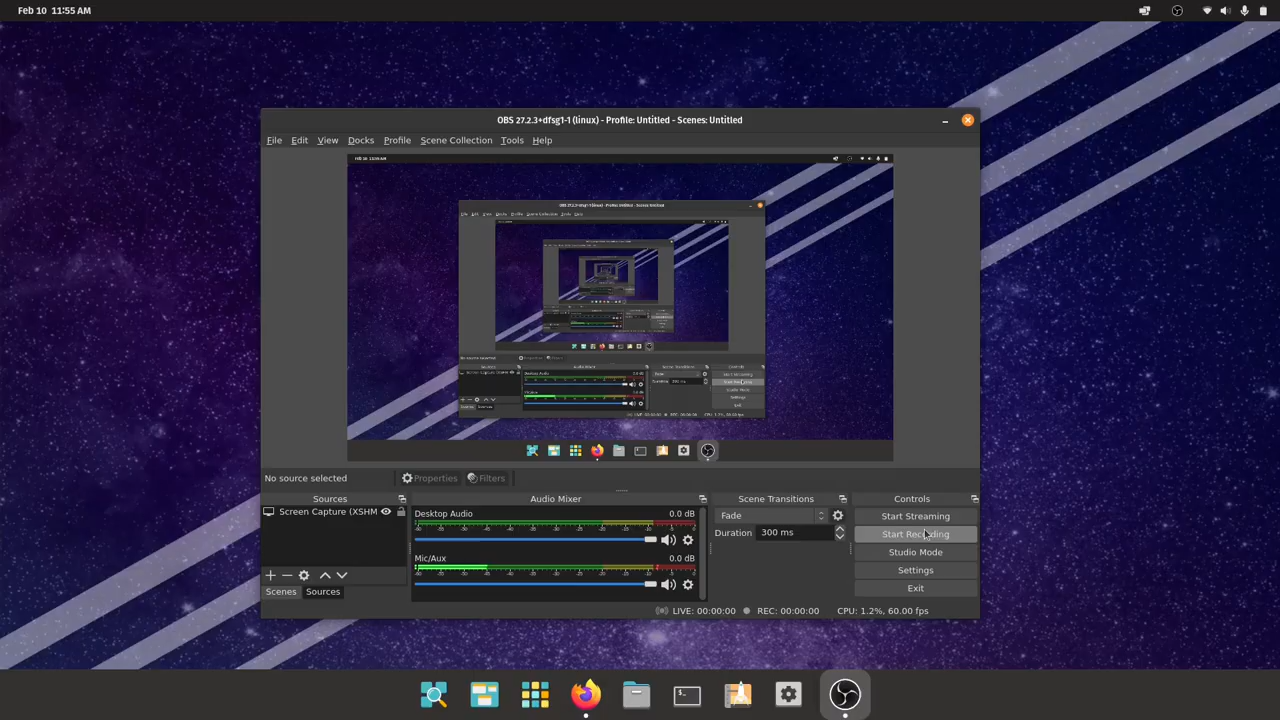 Feb 10 11:55 AM
OBS 27.2.3+dfsg1-1 (linux) - Profile: Untitled - Scenes: Untitled
File Edit View Docks Profile Scene Collection Tools Help
No source selected Properties Filters
Sources Audio Mixer Scene Transitions Controls
Screen Capture (XSHM
Scenes Sources
Desktop Audio 0.0 dB
Mic/Aux 0.0 dB
Fade
Duration 300 ms
Start Streaming
Start Recording
Studio Mode
Settings
Exit
LIVE: 00:00:00 REC: 00:00:00 CPU: 1.2%, 60.00 fps